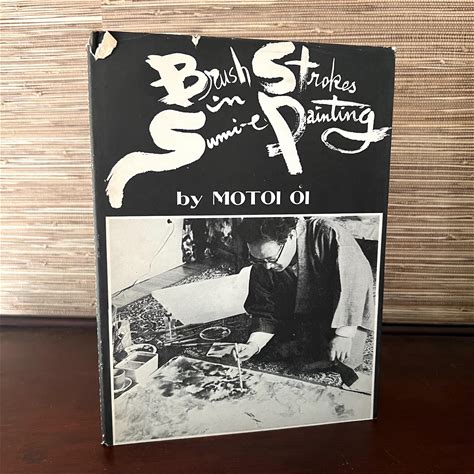 Brush Strokes
in
Sumi-e Painting
by MOTOI ŌI